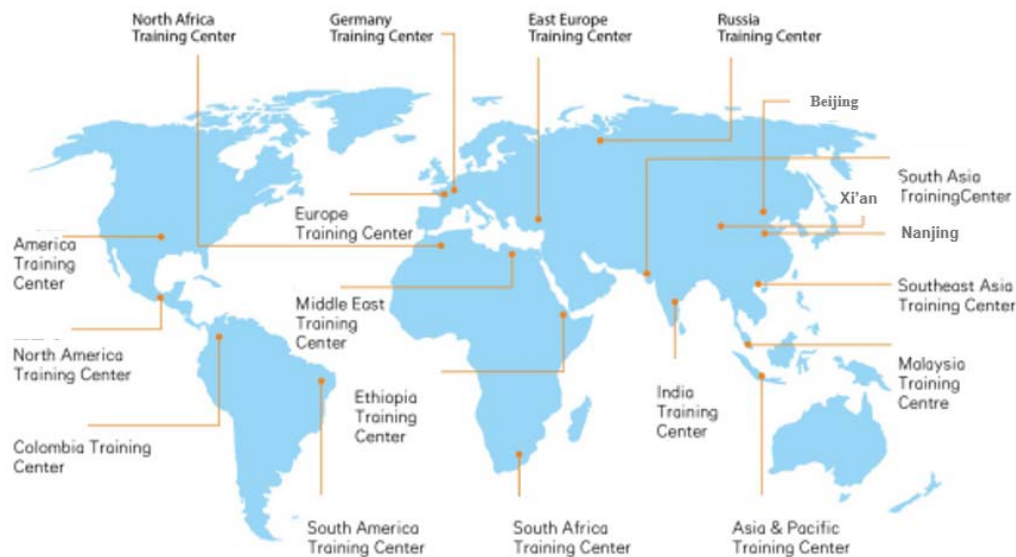 North Africa
Training Center
Germany
Training Center
East Europe
Training Center
Russia
Training Center
Beijing
South Asia
TrainingCenter
Xi'an
Nanjing
Europe
Training Center
America
Training
Center
Southeast Asia
Training Center
Middle East
Training
Center
North America
Training Center
Malaysia
Training
Centre
Ethiopia
Training
Center
India
Training
Center
Colombia Training
Center
South America
Training Center
South Africa
Training Center
Asia & Pacific
Training Center